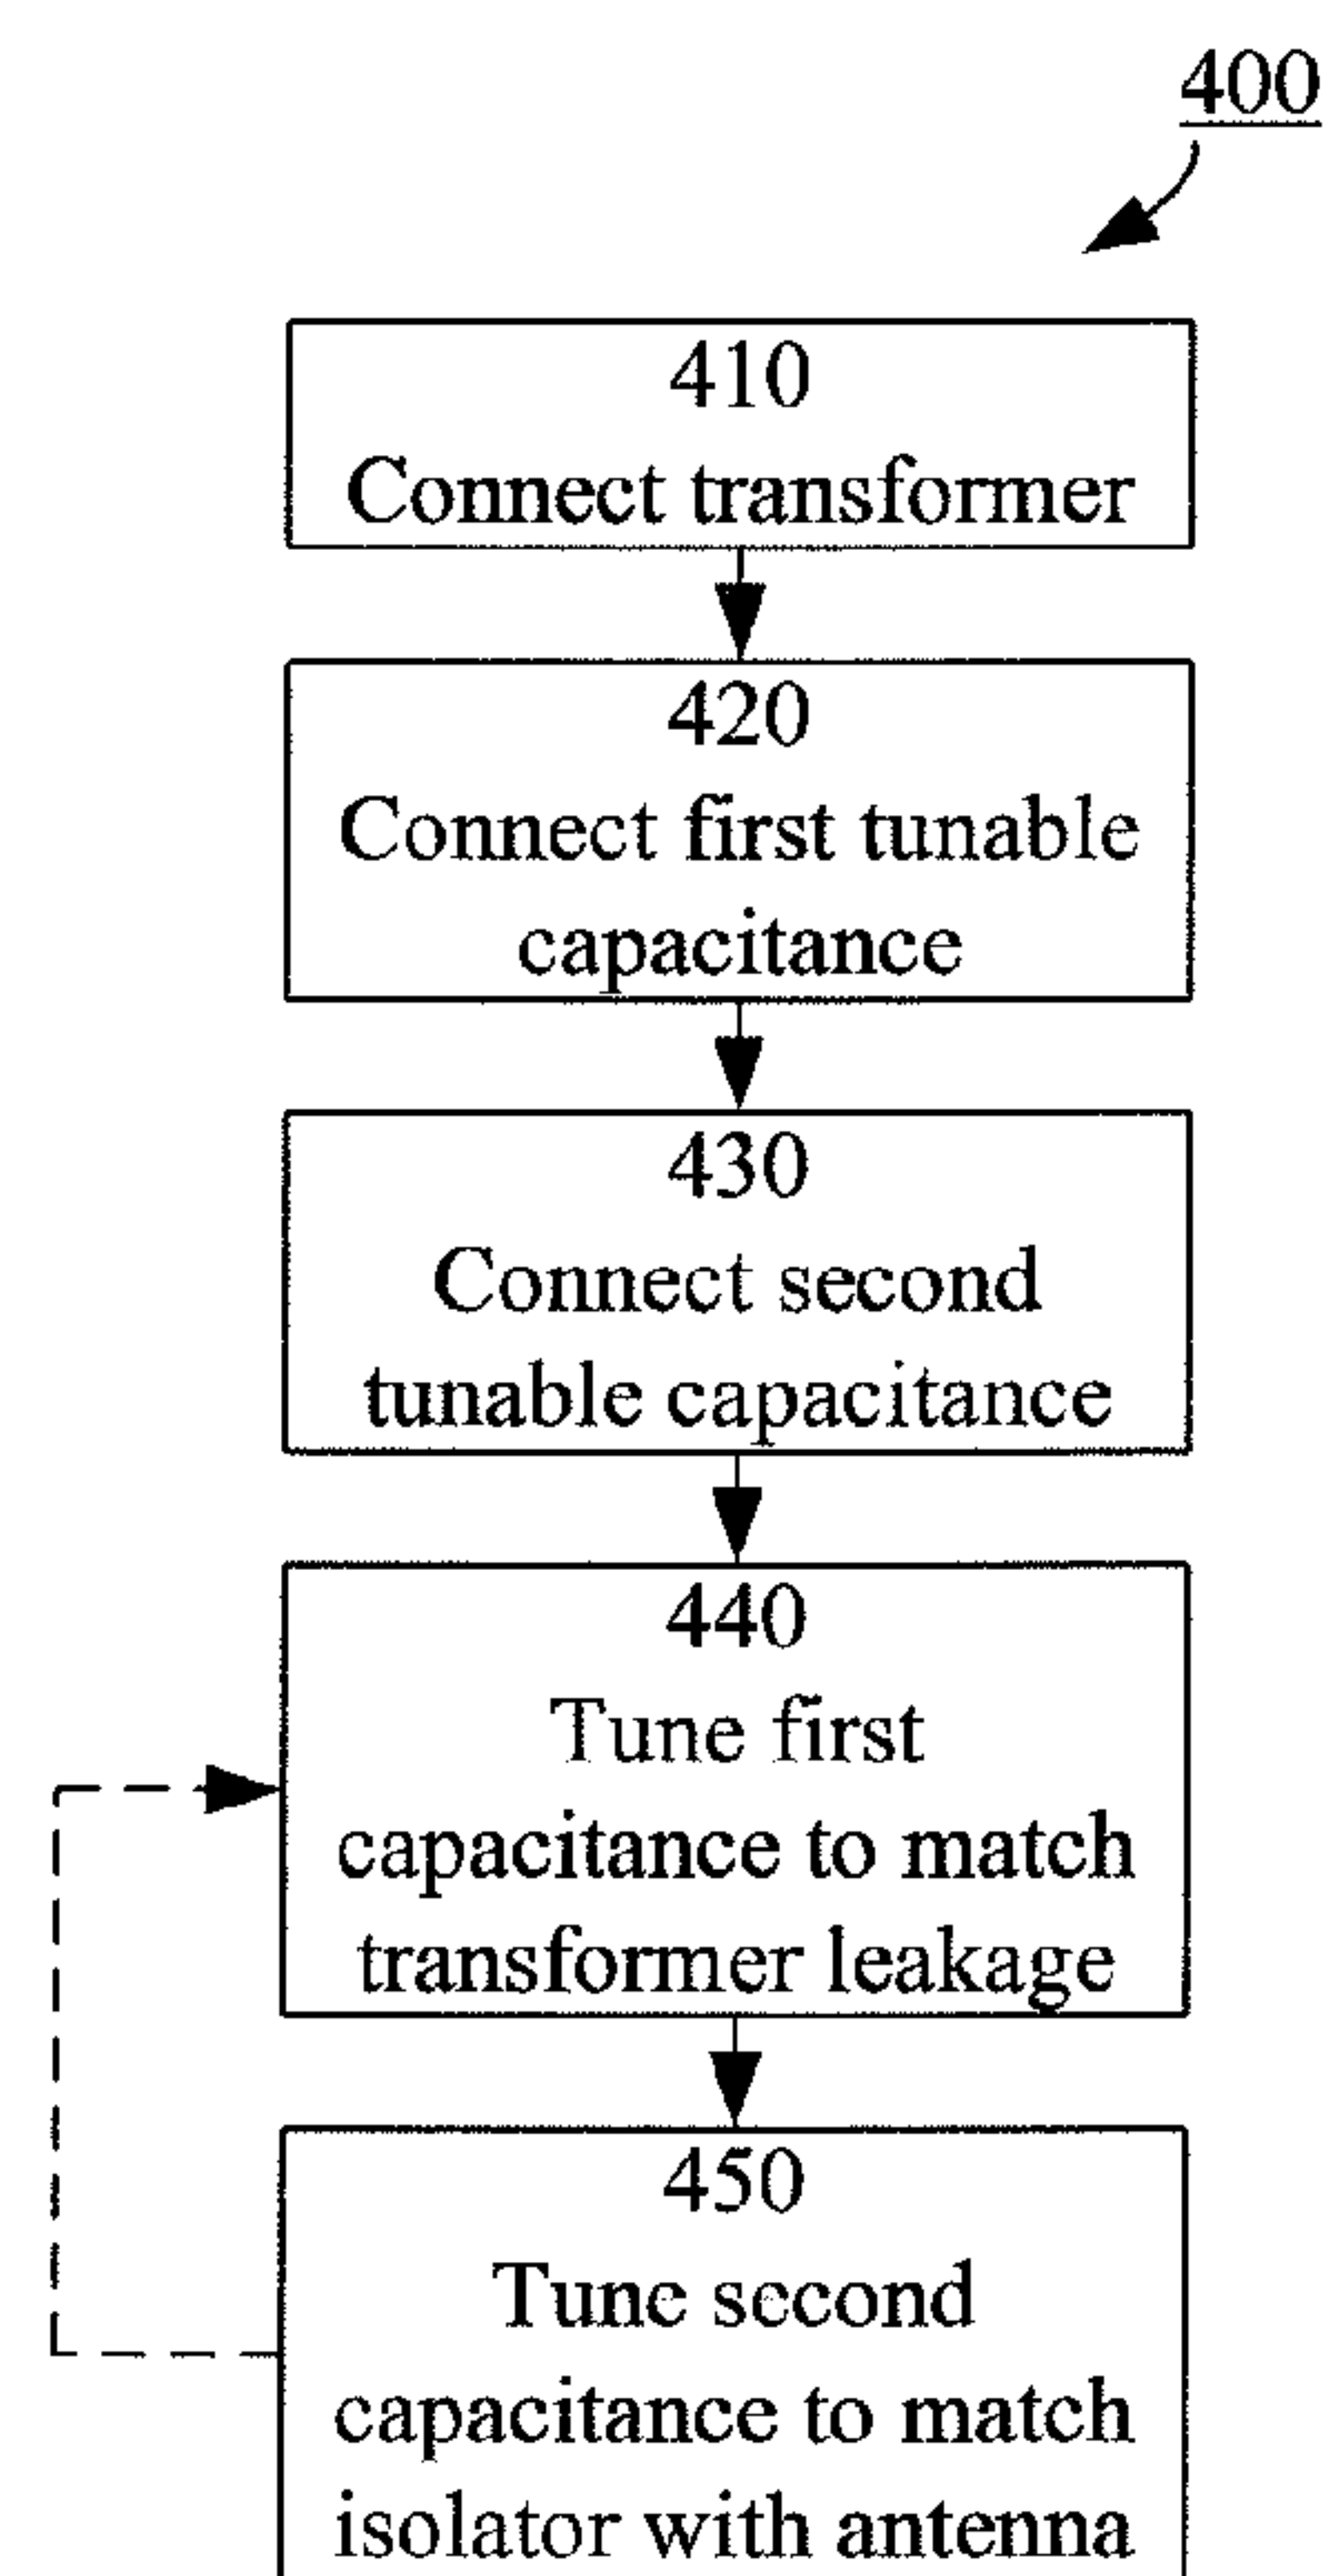 400
410
Connect transformer
420
Connect first tunable
capacitance
430
Connect second
tunable capacitance
440
Tune first
capacitance to match
transformer leakage
450
Tune second
capacitance to match
isolator with antenna